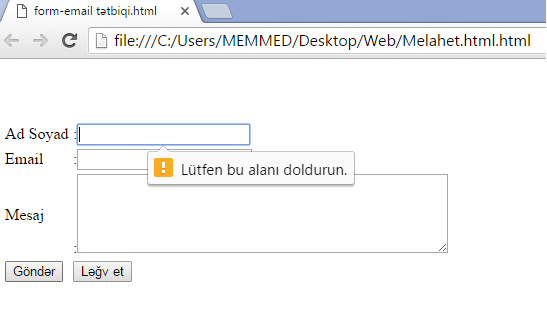 form-email tətbiqi.html
file:///C:/Users/MEMMED/Desktop/Web/Melahet.html.html
Ad Soyad :
Email :
Lütfen bu alanı doldurun.
Mesaj :
Göndər Ləğv et